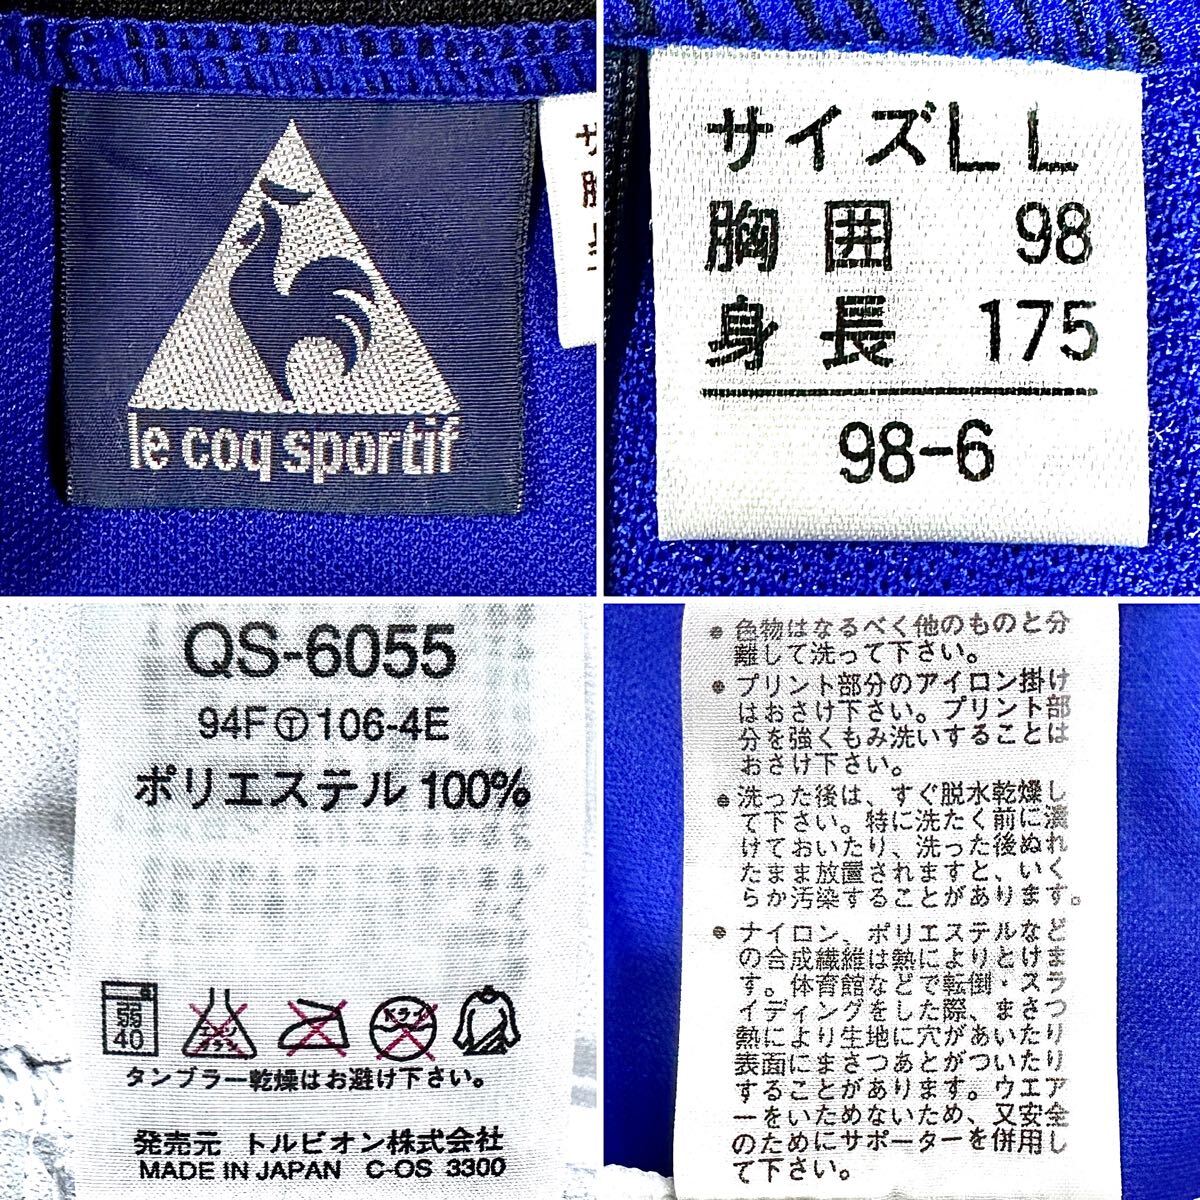 le coq sportif
サイズLL
胸囲 98
身長 175
98-6
QS-6055
94FⓉ106-4E
ポリエステル 100%
弱
40
エンソ
サラシ
ドライ
タンブラー乾燥はお避け下さい。
発売元 トルビオン株式会社
MADE IN JAPAN C-OS 3300
● 色物はなるべく他のものと分
離して洗って下さい。
● プリント部分のアイロン掛け
はおさけ下さい。プリント部
分を強くもみ洗いすることは
おさけ下さい。
● 洗った後は、すぐ脱水乾燥し
て下さい。特に洗たく前に漬
けておいたり、洗った後ぬれ
たまま放置されますと、いく
らか汚染することがあります。
● ナイロン、ポリエステルなど
の合成繊維は熱によりとけま
す。体育館などで転倒・スラ
イディングをした際、まさつ
熱により生地に穴があいたり
表面にまさつあとがついたり
することがあります。ウエア
ーをいためないため、又安全
のためにサポーターを併用し
て下さい。